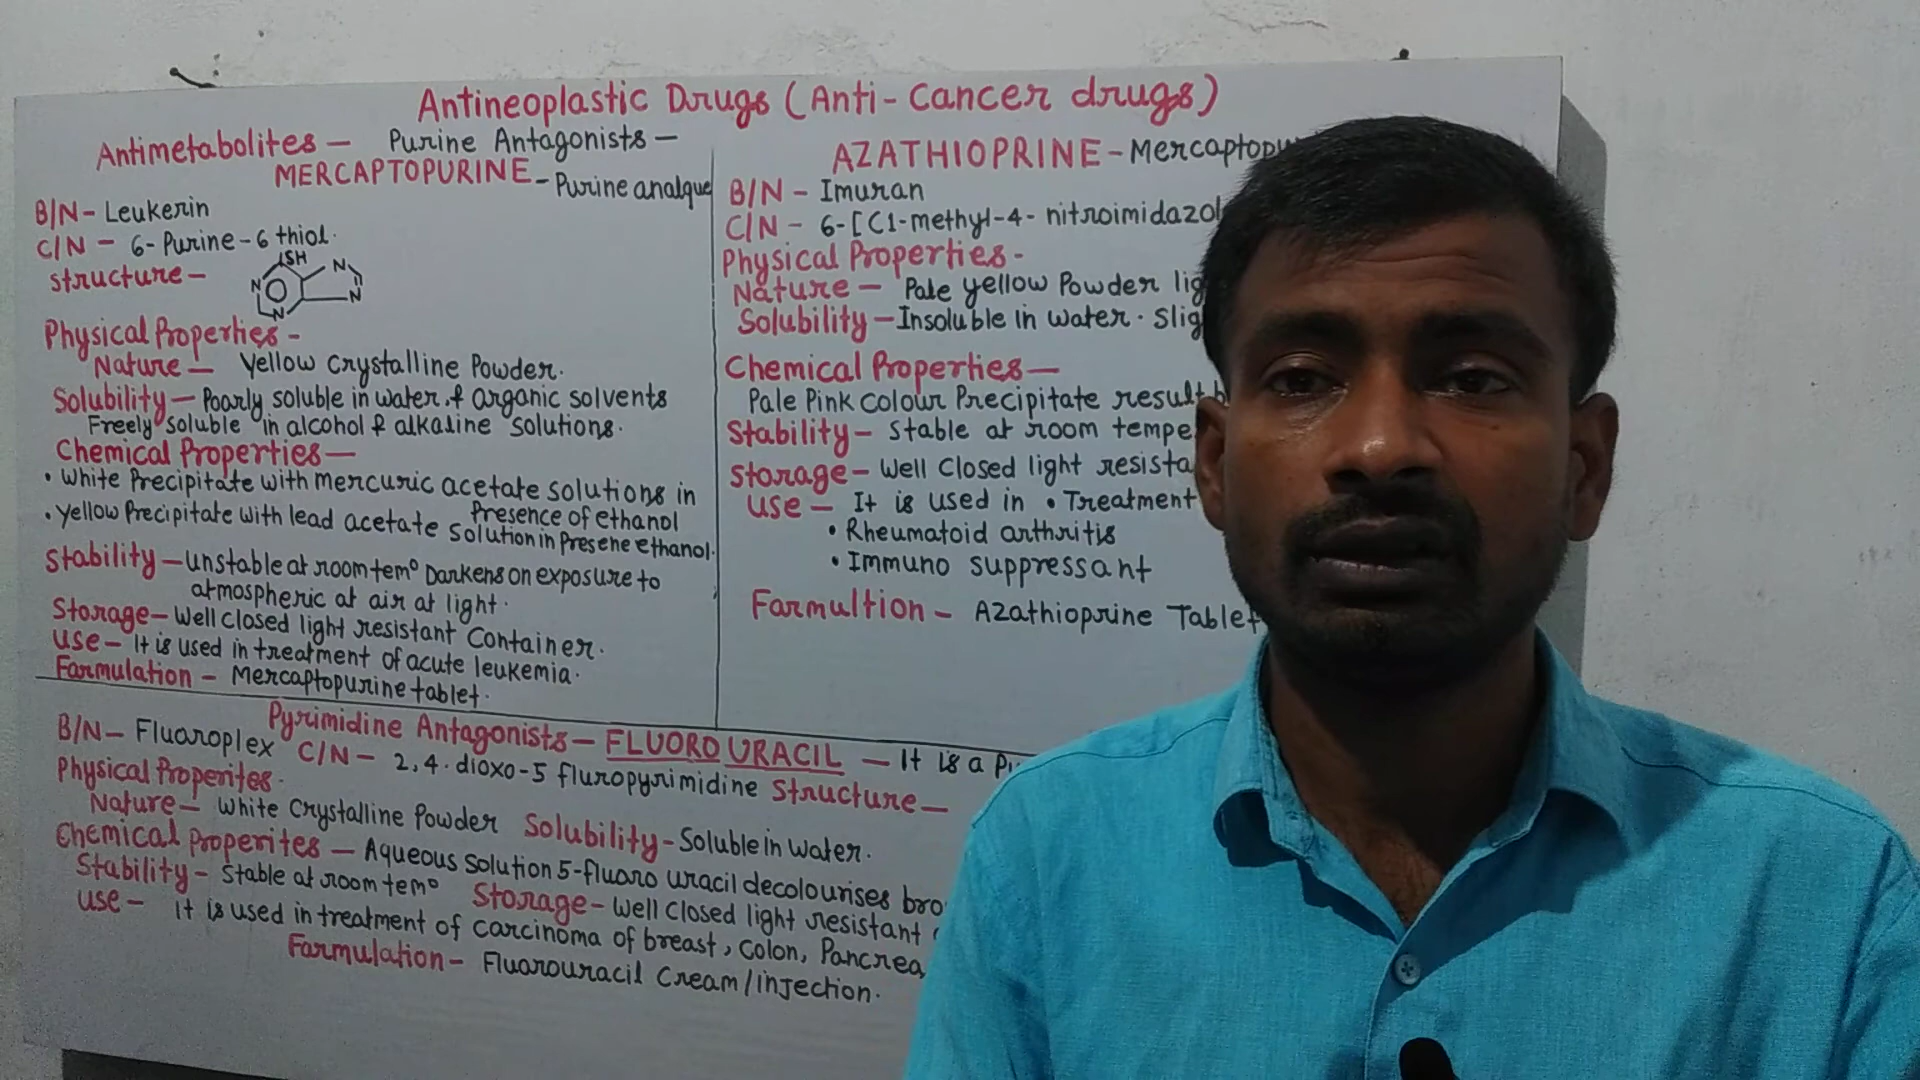 Antineoplastic Drugs (Anti-Cancer drugs)
Antimetabolites — Purine Antagonists —
MERCAPTOPURINE - Purine analque
B/N - Leukerin
C/N - 6-Purine-6 thiol.
Structure —
SH
N
N
N
N
Physical Properties -
Nature — Yellow Crystalline Powder.
Solubility — Poorly soluble in water & organic solvents
Freely soluble in alcohol & alkaline solutions.
Chemical Properties —
• White Precipitate with mercuric acetate solutions in
Presence of ethanol
• Yellow Precipitate with lead acetate solution in Presene ethanol.
Stability — unstable at room tem° Darkens on exposure to
atmospheric at air at light.
Storage — Well closed light resistant Container.
Use — It is used in treatment of acute leukemia.
Farmulation - Mercaptopurine tablet.
AZATHIOPRINE - Mercaptopu
B/N - Imuran
C/N - 6-[C1-methyl-4-nitroimidazol
Physical Properties -
Nature — Pale yellow Powder lig
Solubility — Insoluble in water. Slig
Chemical Properties —
Pale Pink Colour Precipitate result b
Stability — Stable at room tempe
Storage — Well Closed light resista
Use — It is used in • Treatment
• Rheumatoid arthritis
• Immuno suppressant
Farmultion - Azathioprine Tablet
Pyrimidine Antagonists — FLUORO URACIL — It is a Py
B/N — Fluaroplex C/N — 2,4.dioxo-5 fluropyrimidine Structure —
Physical Properites.
Nature — White Crystalline Powder Solubility - Soluble in Water.
Chemical Properites — Aqueous Solution 5-fluaro uracil decolourises bro
Stability - Stable at room tem° Storage - Well Closed light resistant
Use - It is used in treatment of carcinoma of breast, colon, Pancrea
Farmulation - Fluarouracil Cream/injection.